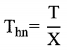 Thn= T/X